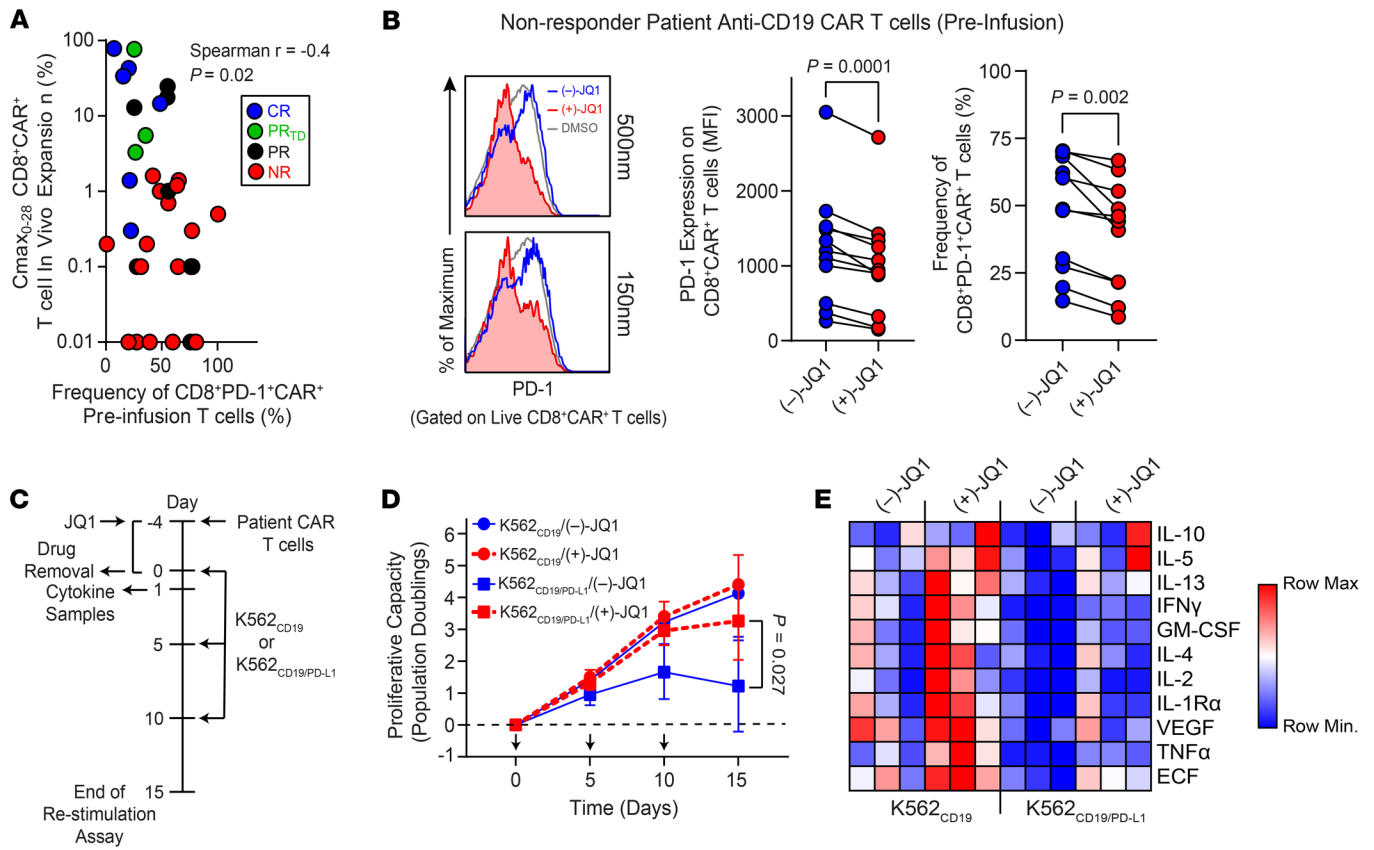 A
Spearman r = -0.4
P = 0.02
CR
PRTD
PR
NR
100
10
1
0.1
0.01
0
50
100
Cmax0-28 CD8+CAR+
T cell In Vivo Expansio n (%)
Frequency of CD8+PD-1+CAR+
Pre-infusion T cells (%)
B
Non-responder Patient Anti-CD19 CAR T cells (Pre-Infusion)
(–)-JQ1
(+)-JQ1
DMSO
500nm
150nm
% of Maximum
PD-1
(Gated on Live CD8+CAR+ T cells)
P = 0.0001
3000
2000
1000
0
PD-1 Expression on
CD8+CAR+ T cells (MFI)
(–)-JQ1
(+)-JQ1
P = 0.002
100
75
50
25
0
Frequency of
CD8+PD-1+CAR+ T cells (%)
(–)-JQ1
(+)-JQ1
C
Day
JQ1
-4
Patient CAR
T cells
Drug
Removal
0
Cytokine
Samples
1
K562CD19
or
K562CD19/PD-L1
5
10
15
End of
Re-stimulation
Assay
D
K562CD19/(–)-JQ1
K562CD19/(+)-JQ1
K562CD19/PD-L1/(–)-JQ1
K562CD19/PD-L1/(+)-JQ1
6
5
4
3
2
1
0
-1
Proliferative Capacity
(Population Doublings)
P = 0.027
0
5
10
15
Time (Days)
E
(–)-JQ1
(+)-JQ1
(–)-JQ1
(+)-JQ1
IL-10
IL-5
IL-13
IFNγ
GM-CSF
IL-4
IL-2
IL-1Rα
VEGF
TNFα
ECF
K562CD19
K562CD19/PD-L1
Row Max
Row Min.